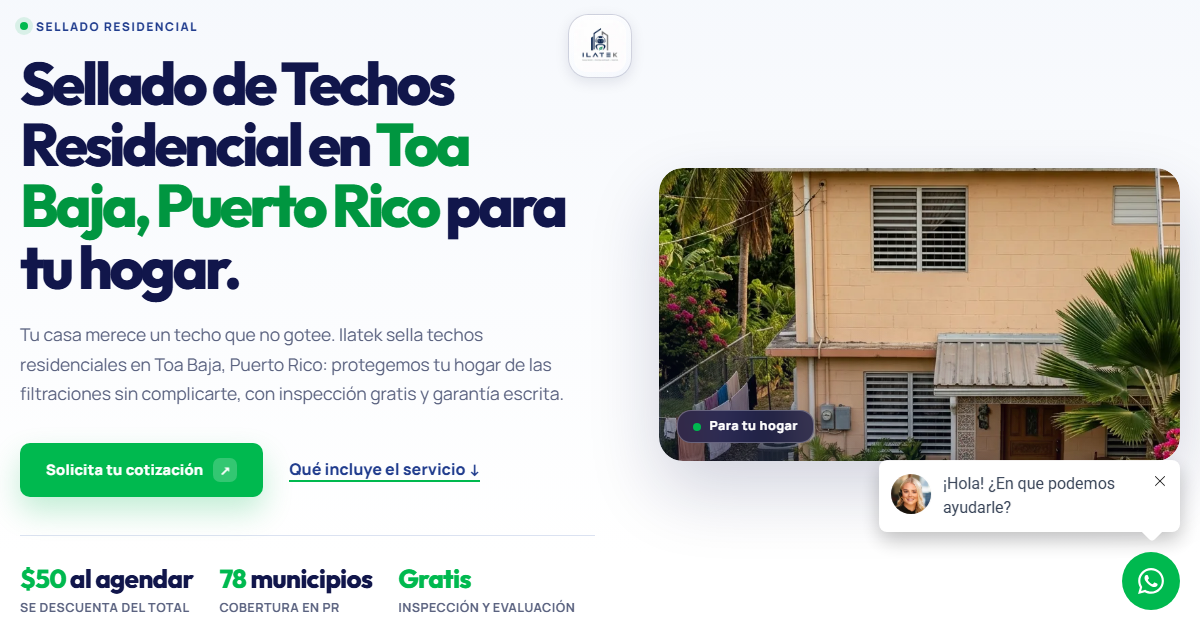 SELLADO RESIDENCIAL
ILATEK
Sellado de Techos
Residencial en Toa
Baja, Puerto Rico para
tu hogar.
Tu casa merece un techo que no gotee. Ilatek sella techos
residenciales en Toa Baja, Puerto Rico: protegemos tu hogar de las
filtraciones sin complicarte, con inspección gratis y garantía escrita.
Solicita tu cotización ↗
Qué incluye el servicio ↓
Para tu hogar
¡Hola! ¿En que podemos
ayudarle?
$50 al agendar
SE DESCUENTA DEL TOTAL
78 municipios
COBERTURA EN PR
Gratis
INSPECCIÓN Y EVALUACIÓN